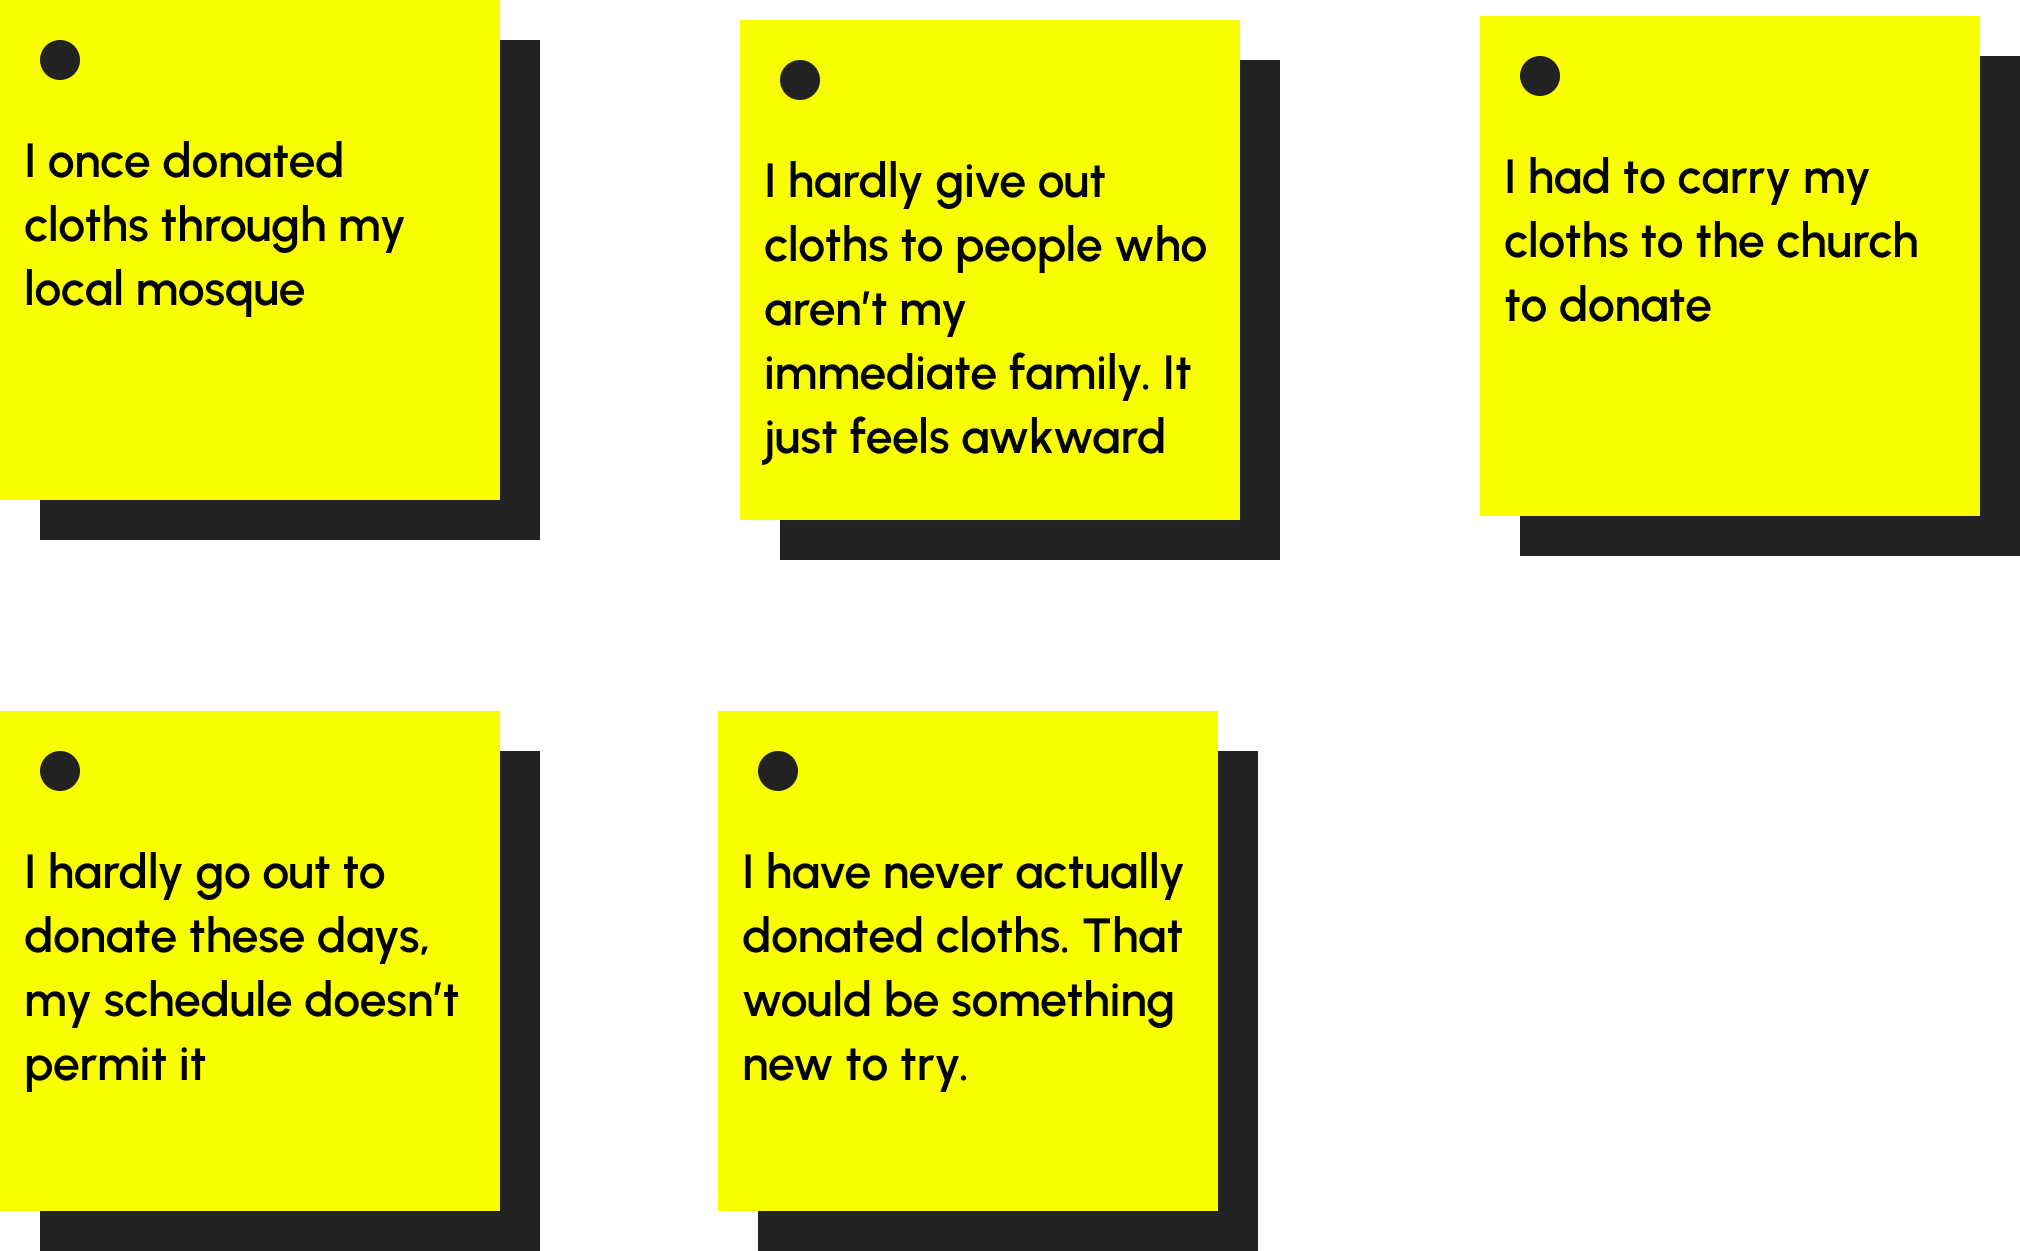 I once donated
cloths through my
local mosque
I hardly give out
cloths to people who
aren't my
immediate family. It
just feels awkward
I had to carry my
cloths to the church
to donate
I hardly go out to
donate these days,
my schedule doesn't
permit it
I have never actually
donated cloths. That
would be something
new to try.